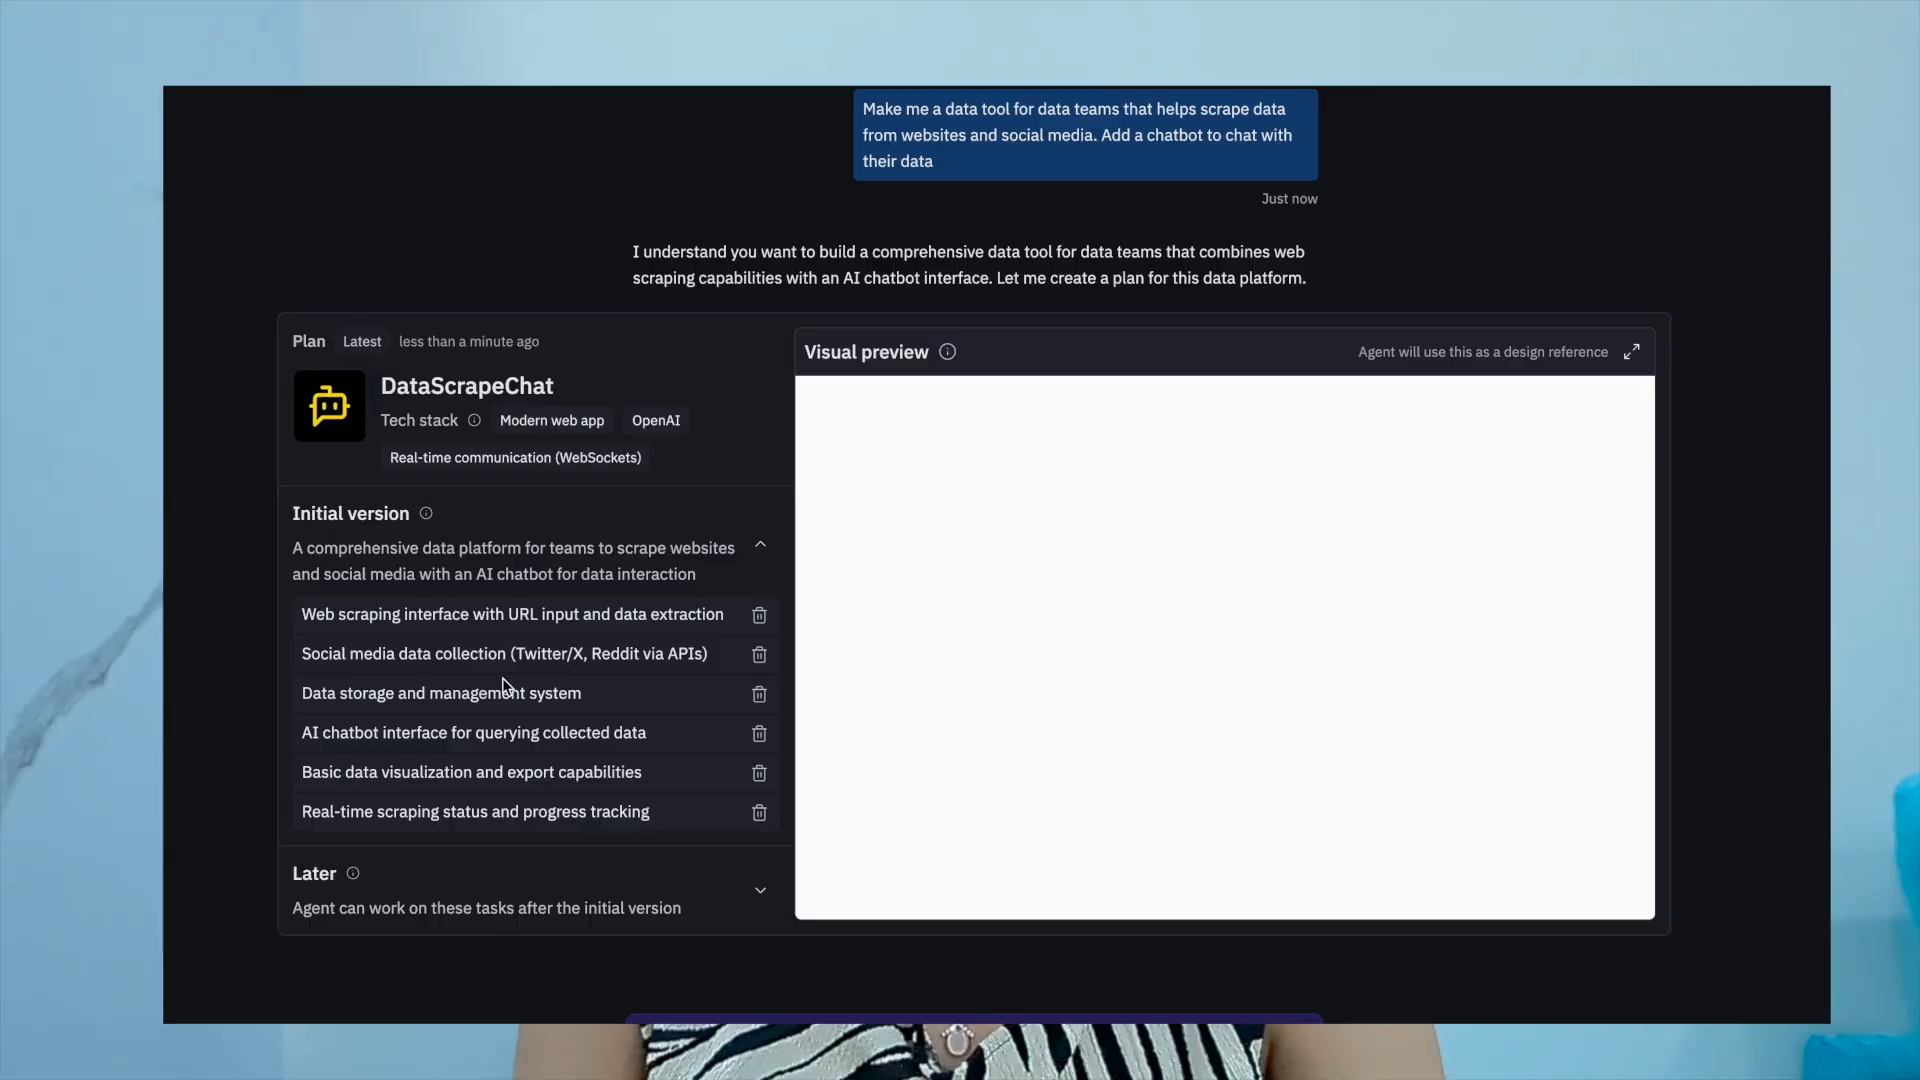 Make me a data tool for data teams that helps scrape data
from websites and social media. Add a chatbot to chat with
their data
Just now
I understand you want to build a comprehensive data tool for data teams that combines web
scraping capabilities with an AI chatbot interface. Let me create a plan for this data platform.
Plan Latest less than a minute ago
DataScrapeChat
Tech stack Modern web app OpenAI
Real-time communication (WebSockets)
Initial version
A comprehensive data platform for teams to scrape websites
and social media with an AI chatbot for data interaction
Web scraping interface with URL input and data extraction
Social media data collection (Twitter/X, Reddit via APIs)
Data storage and management system
AI chatbot interface for querying collected data
Basic data visualization and export capabilities
Real-time scraping status and progress tracking
Later
Agent can work on these tasks after the initial version
Visual preview Agent will use this as a design reference